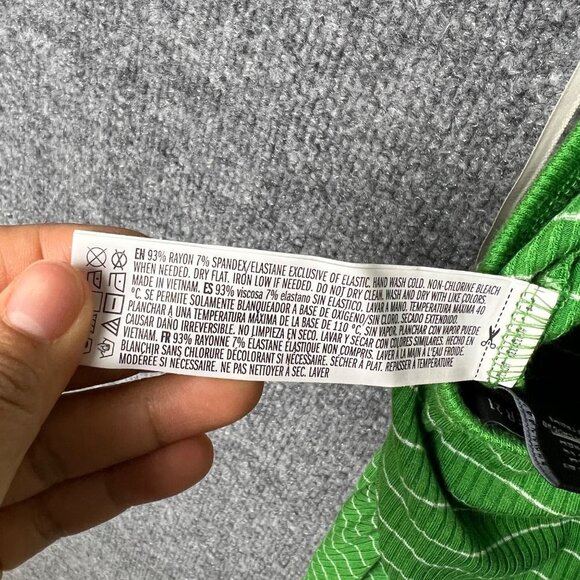 EN 93% RAYON 7% SPANDEX/ELASTANE EXCLUSIVE OF ELASTIC. HAND WASH COLD. NON-CHLORINE BLEACH
WHEN NEEDED. DRY FLAT. IRON LOW IF NEEDED. DO NOT DRY CLEAN. WASH AND DRY WITH LIKE COLORS
MADE IN VIETNAM. ES 93% viscosa 7% elastano SIN ELÁSTICO. LAVAR A MANO. TEMPERATURA MÁXIMA 40
°C. SE PERMITE SOLAMENTE BLANQUEADOR A BASE DE OXÍGENO/ SIN CLORO. SECADO EXTENDIDO.
PLANCHAR A UNA TEMPERATURA MÁXIMA DE LA BASE DE 110 °C, SIN VAPOR. PLANCHAR CON VAPOR PUEDE
CAUSAR DAÑO IRREVERSIBLE. NO LIMPIEZA EN SECO. LAVAR Y SECAR CON COLORES SIMILARES. HECHO EN
VIETNAM. FR 93% RAYONNE 7% ÉLASTANE ÉLASTIQUE NON COMPRIS. LAVER À LA MAIN À L'EAU FROIDE
BLANCHIR SANS CHLORURE DÉCOLORANT SI NÉCESSAIRE. SÉCHER À PLAT. REPASSER À TEMPÉRATURE
MODÉRÉE SI NÉCESSAIRE. NE PAS NETTOYER À SEC. LAVER